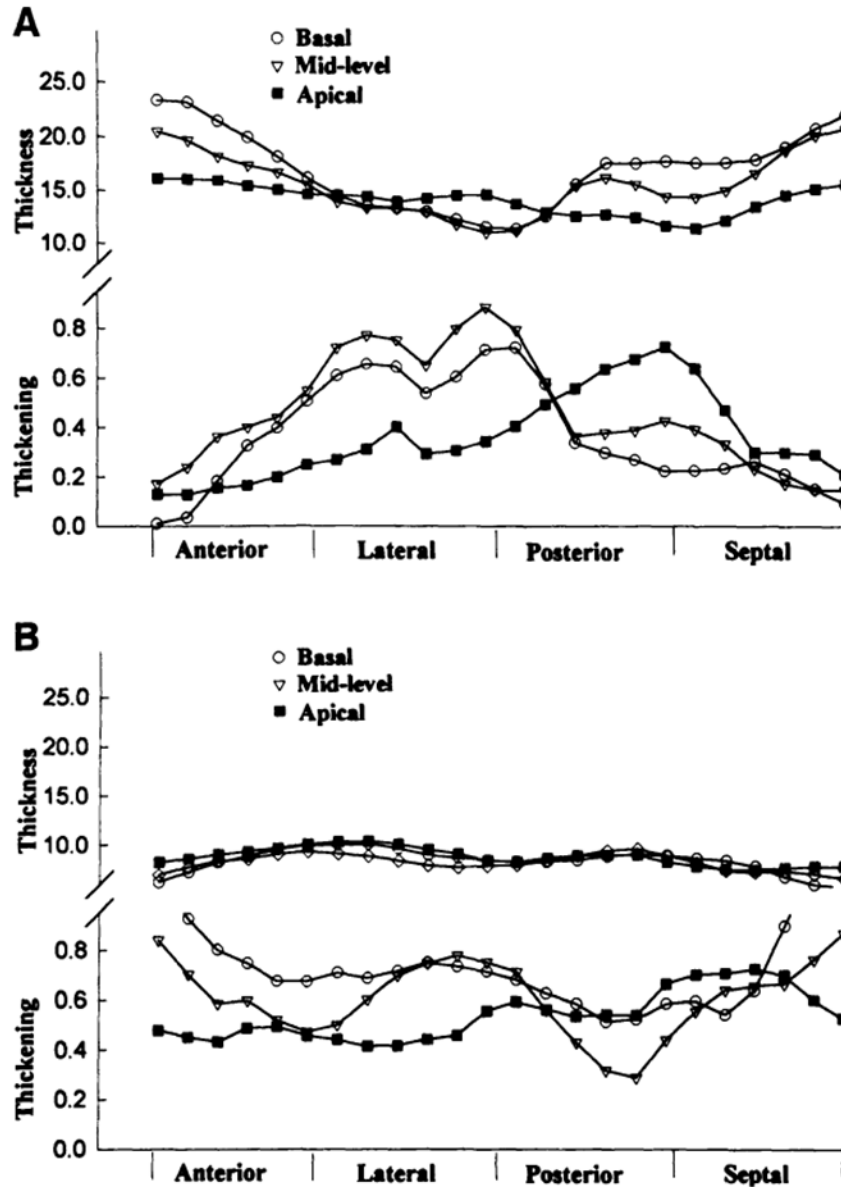 A
Basal
Mid-level
Apical
25.0
20.0
15.0
10.0
Thickness
0.8
0.6
0.4
0.2
0.0
Thickening
Anterior Lateral Posterior Septal
B
Basal
Mid-level
Apical
25.0
20.0
15.0
10.0
Thickness
0.8
0.6
0.4
0.2
0.0
Thickening
Anterior Lateral Posterior Septal